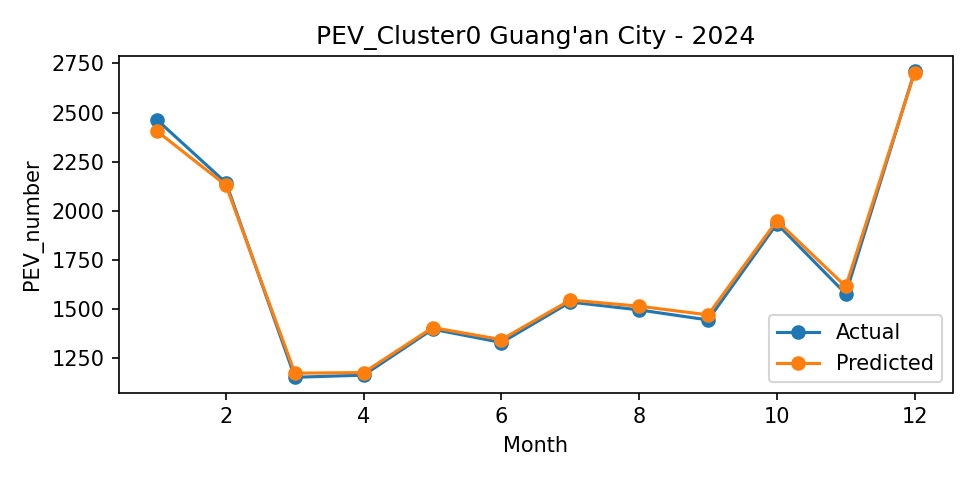 PEV_Cluster0 Guang'an City - 2024
PEV_number
2750
2500
2250
2000
1750
1500
1250
2 4 6 8 10 12
Month
Actual
Predicted